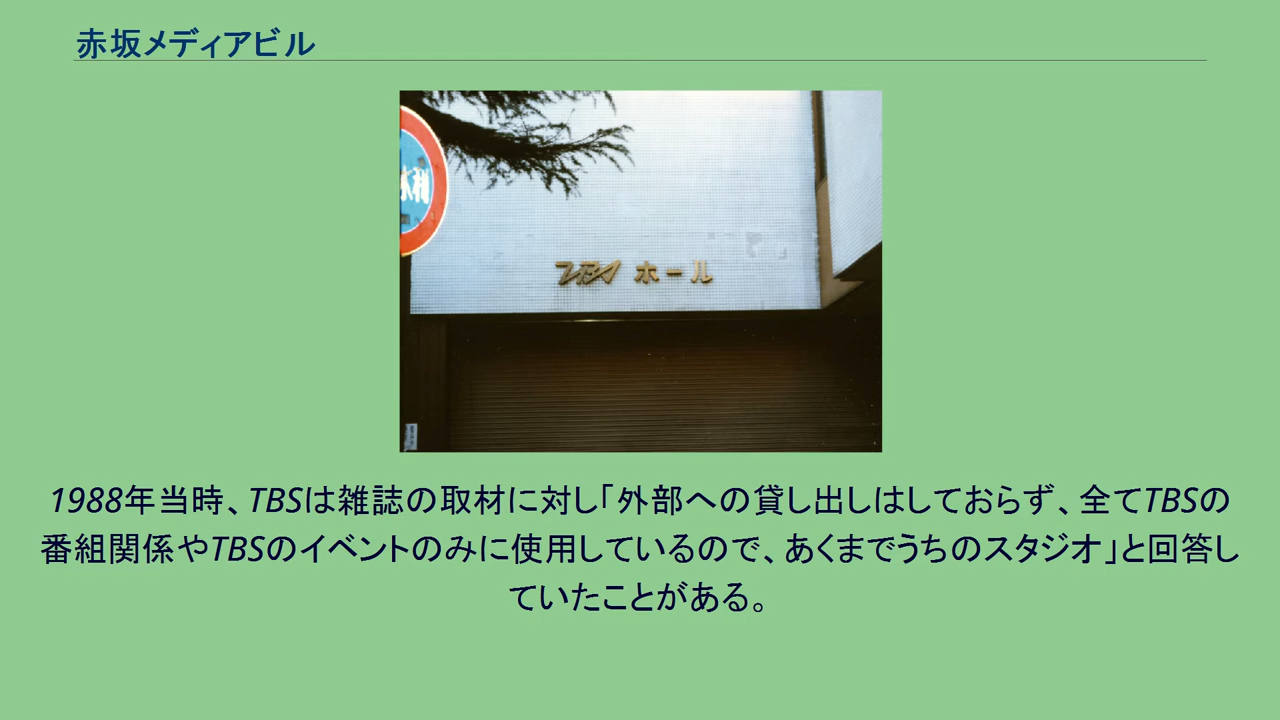 赤坂メディアビル
TBS ホール
1988年当時、TBSは雑誌の取材に対し「外部への貸し出しはしておらず、全てTBSの
番組関係やTBSのイベントのみに使用しているので、あくまでうちのスタジオ」と回答し
ていたことがある。